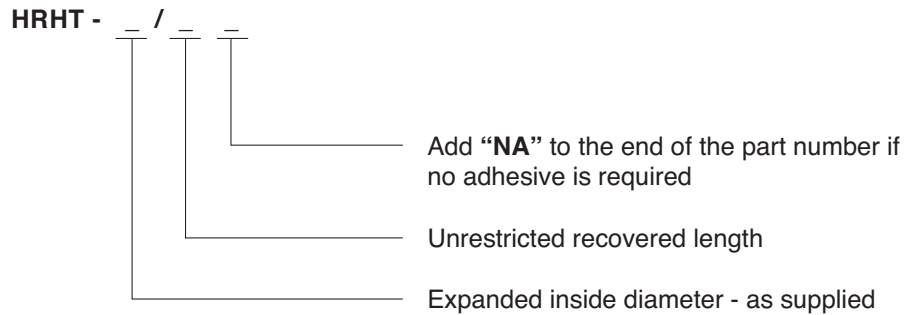 HRHT - _ / _ _
Add “NA” to the end of the part number if
no adhesive is required
Unrestricted recovered length
Expanded inside diameter - as supplied